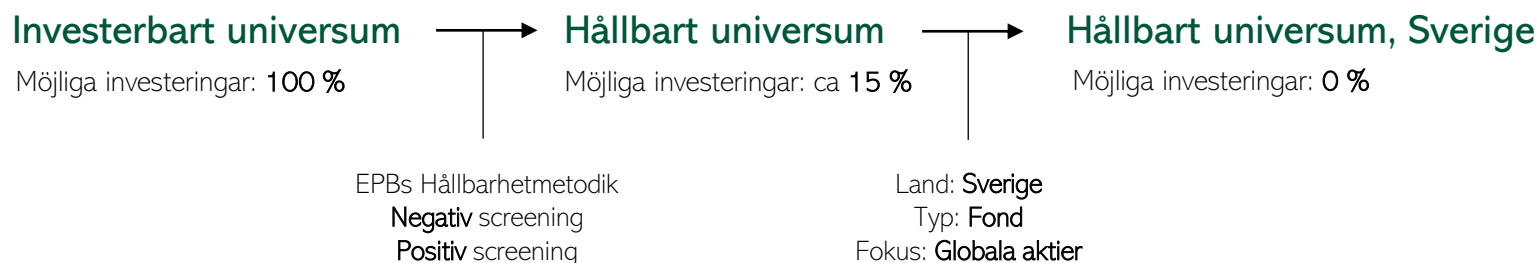 Investerbart universum
Möjliga investeringar: 100 %
Hållbart universum
Möjliga investeringar: ca 15 %
Hållbart universum, Sverige
Möjliga investeringar: 0 %
EPBs Hållbarhetmetodik
Negativ screening
Positiv screening
Land: Sverige
Typ: Fond
Fokus: Globala aktier